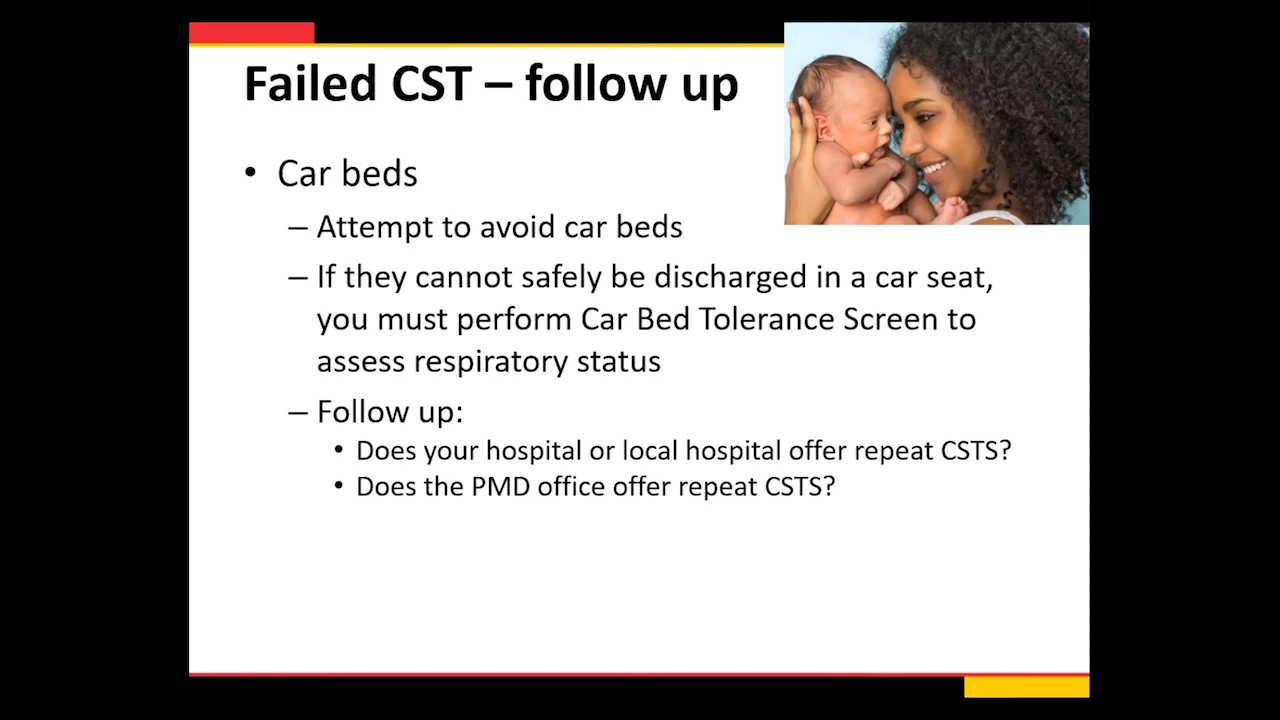 Failed CST – follow up
• Car beds
– Attempt to avoid car beds
– If they cannot safely be discharged in a car seat,
you must perform Car Bed Tolerance Screen to
assess respiratory status
– Follow up:
• Does your hospital or local hospital offer repeat CSTS?
• Does the PMD office offer repeat CSTS?